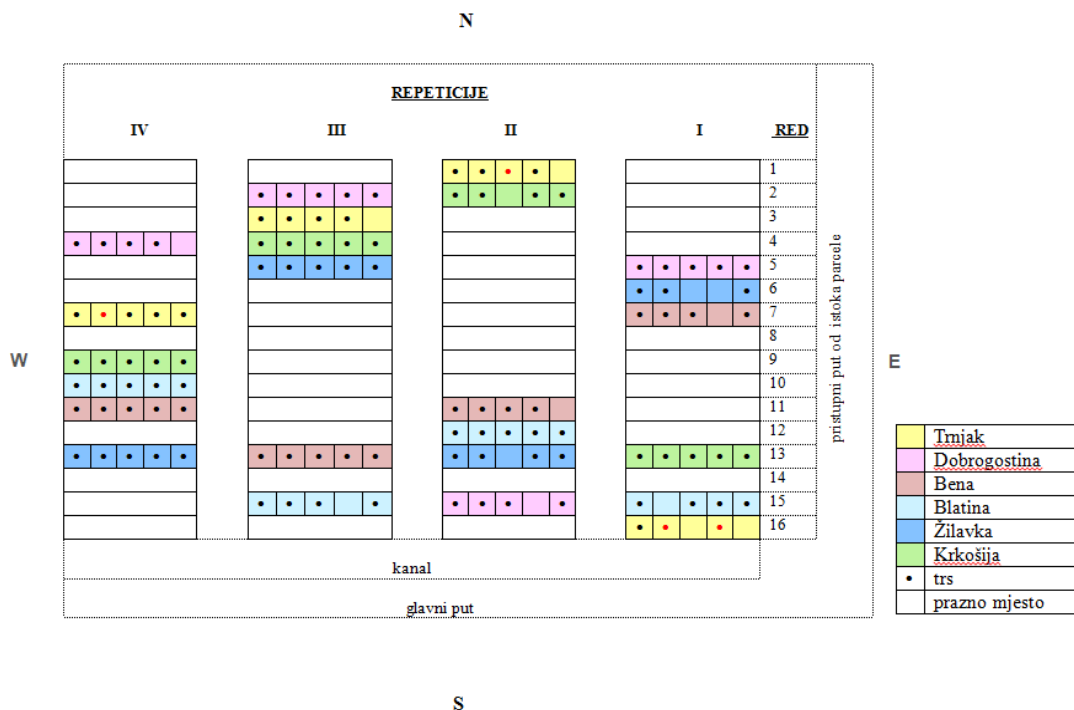 N
REPETICIJE
IV III II I RED
1
2
3
4
5
6
7
8
9
10
11
12
13
14
15
16
pristupni put od istoka parcele
W
E
Trnjak
Dobrogostina
Bena
Blatina
Žilavka
Krkošija
trs
prazno mjesto
kanal
glavni put
S